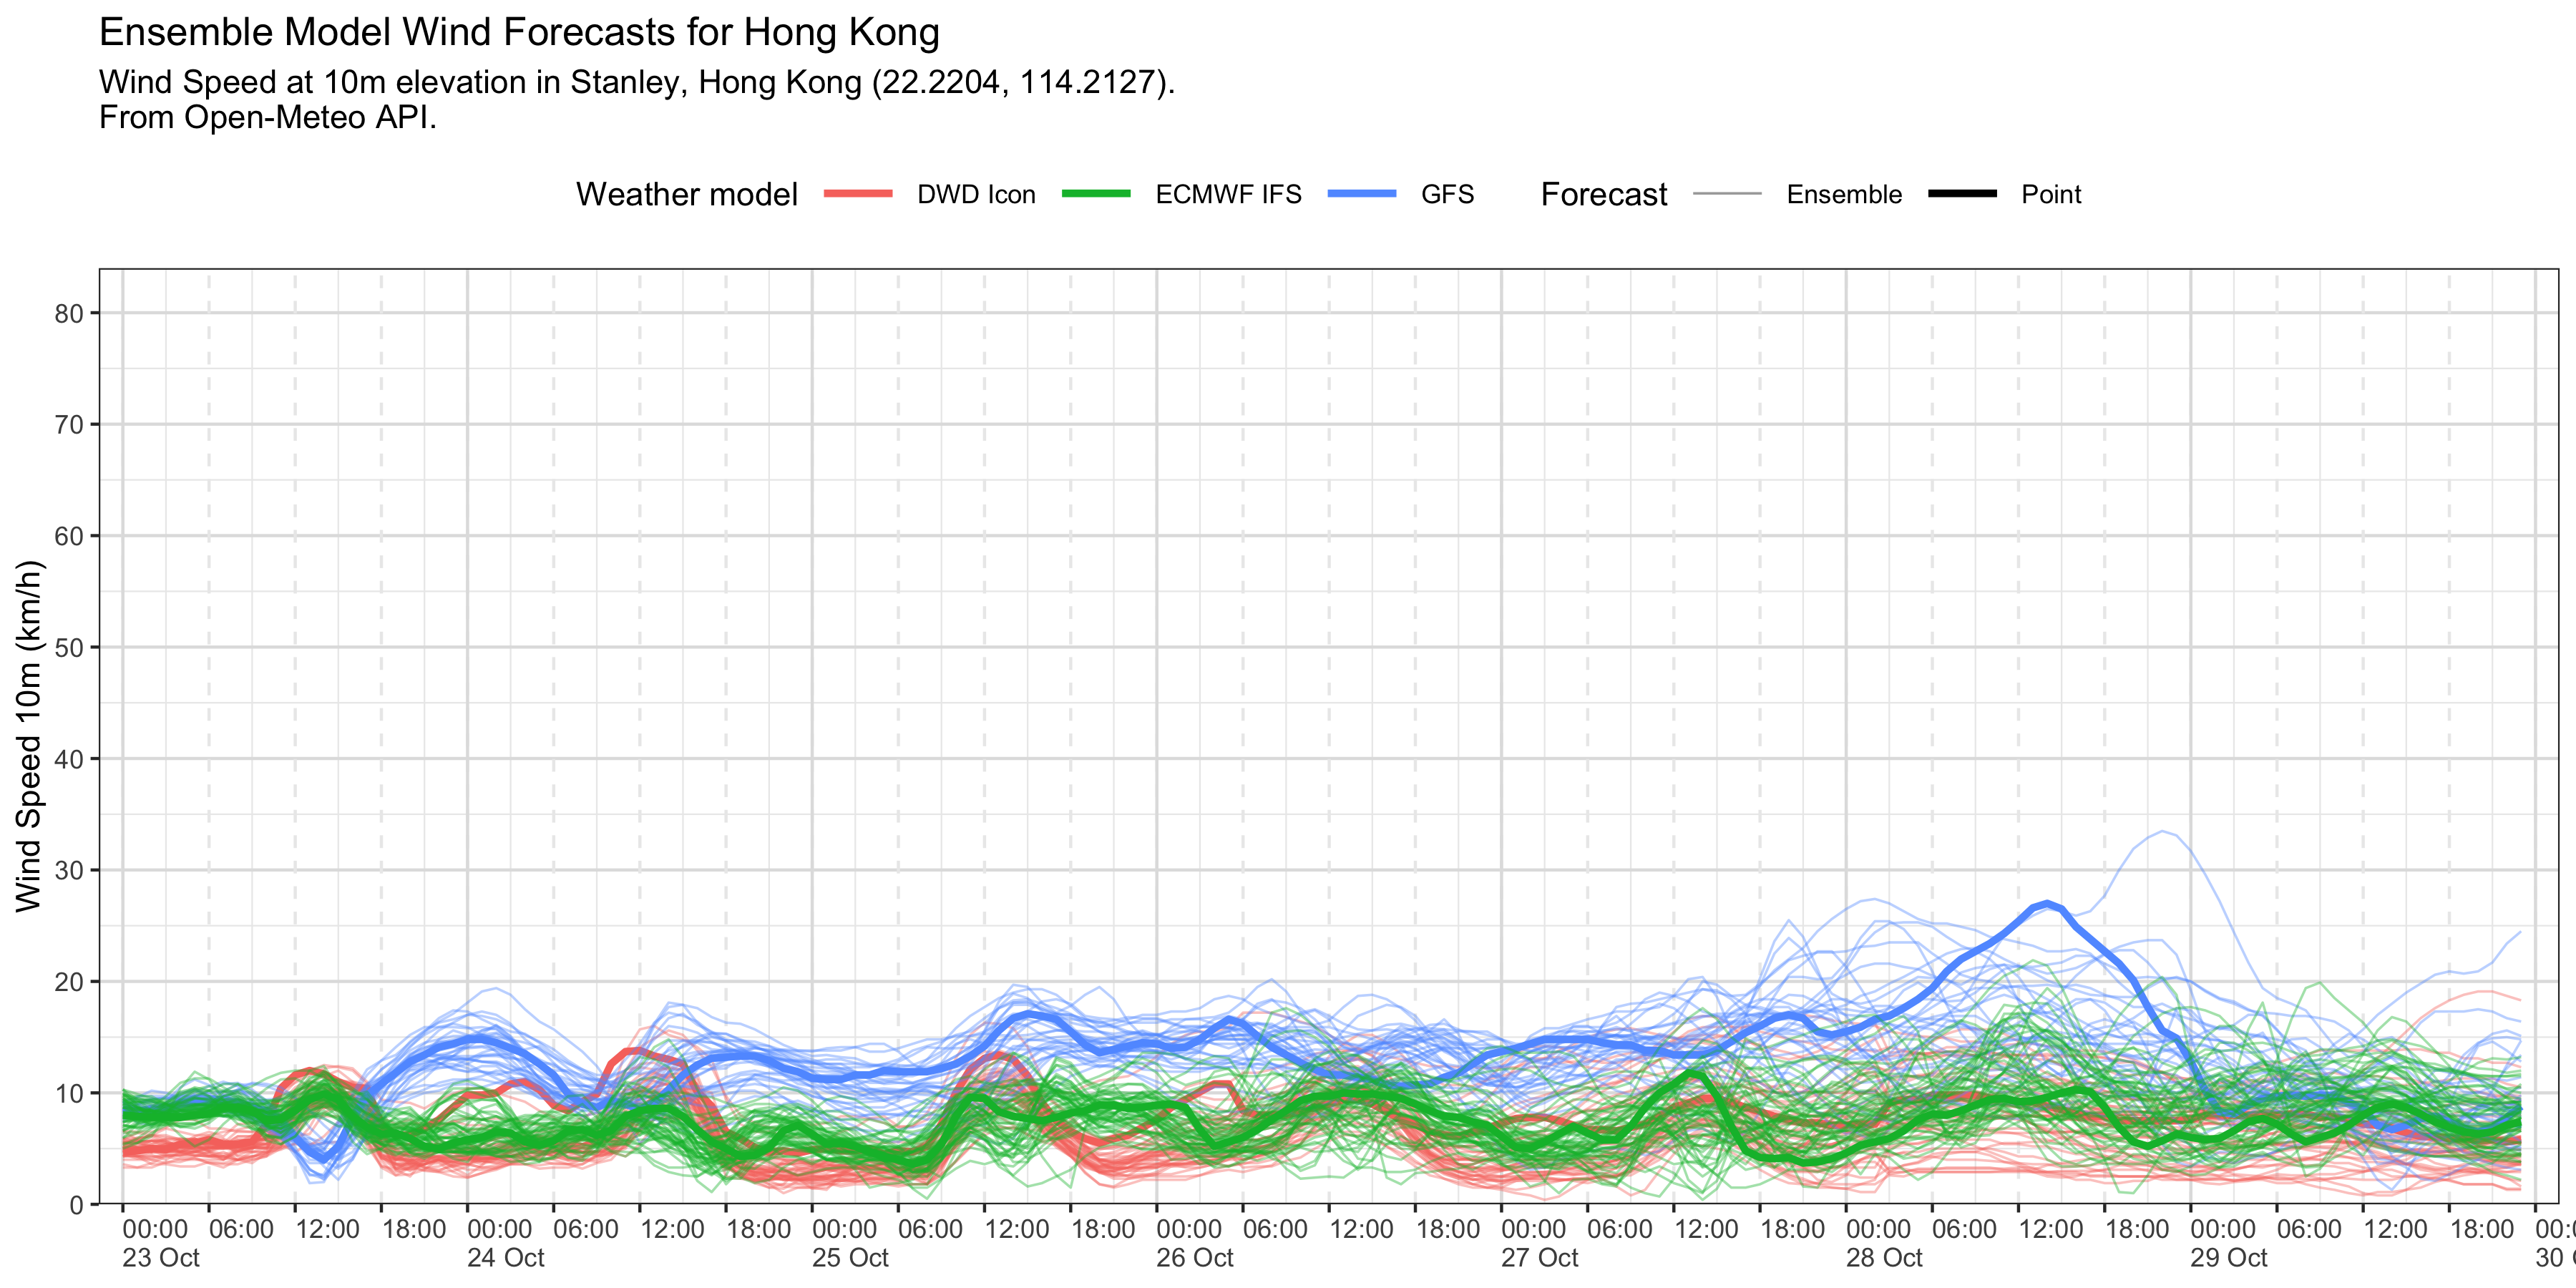 Ensemble Model Wind Forecasts for Hong Kong
Wind Speed at 10m elevation in Stanley, Hong Kong (22.2204, 114.2127).
From Open-Meteo API.
Weather model DWD Icon ECMWF IFS GFS Forecast Ensemble Point
Wind Speed 10m (km/h)
80
70
60
50
40
30
20
10
0
00:00 06:00 12:00 18:00 00:00 06:00 12:00 18:00 00:00 06:00 12:00 18:00 00:00 06:00 12:00 18:00 00:00 06:00 12:00 18:00 00:00 06:00 12:00 18:00 00:00 06:00 12:00 18:00
23 Oct 24 Oct 25 Oct 26 Oct 27 Oct 28 Oct 29 Oct 30